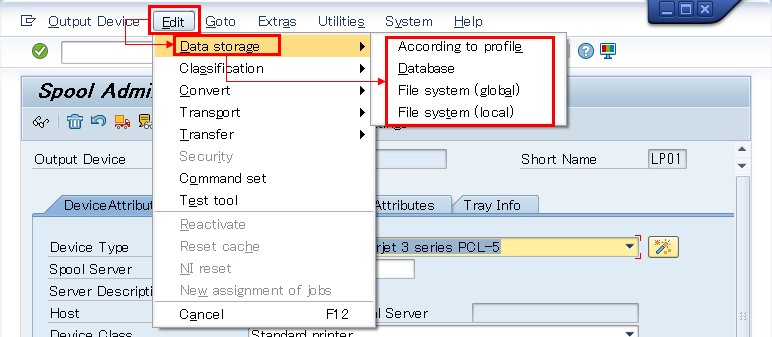 Output Device Edit Goto Extras Utilities System Help
Data storage
According to profile
Classification
Database
Convert
File system (global)
Transport
File system (local)
Transfer
Security
Command set
Test tool
Reactivate
Reset cache
NI reset
New assignment of jobs
Cancel F12
Spool Admi
Output Device
Short Name LP01
DeviceAttribut
Attributes
Tray Info
Device Type
rjet 3 series PCL-5
Spool Server
Server Descripti
Host
l Server
Device Class
Standard printer